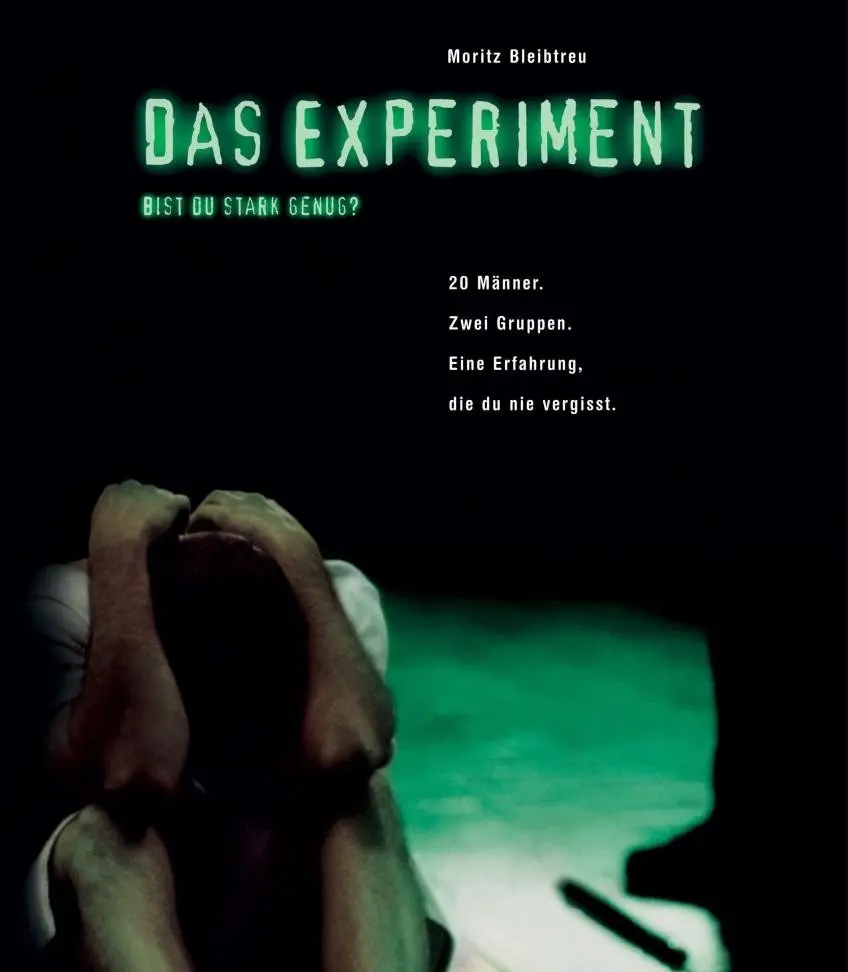 Moritz Bleibtreu
DAS EXPERIMENT
BIST DU STARK GENUG?
20 Männer.
Zwei Gruppen.
Eine Erfahrung,
die du nie vergisst.